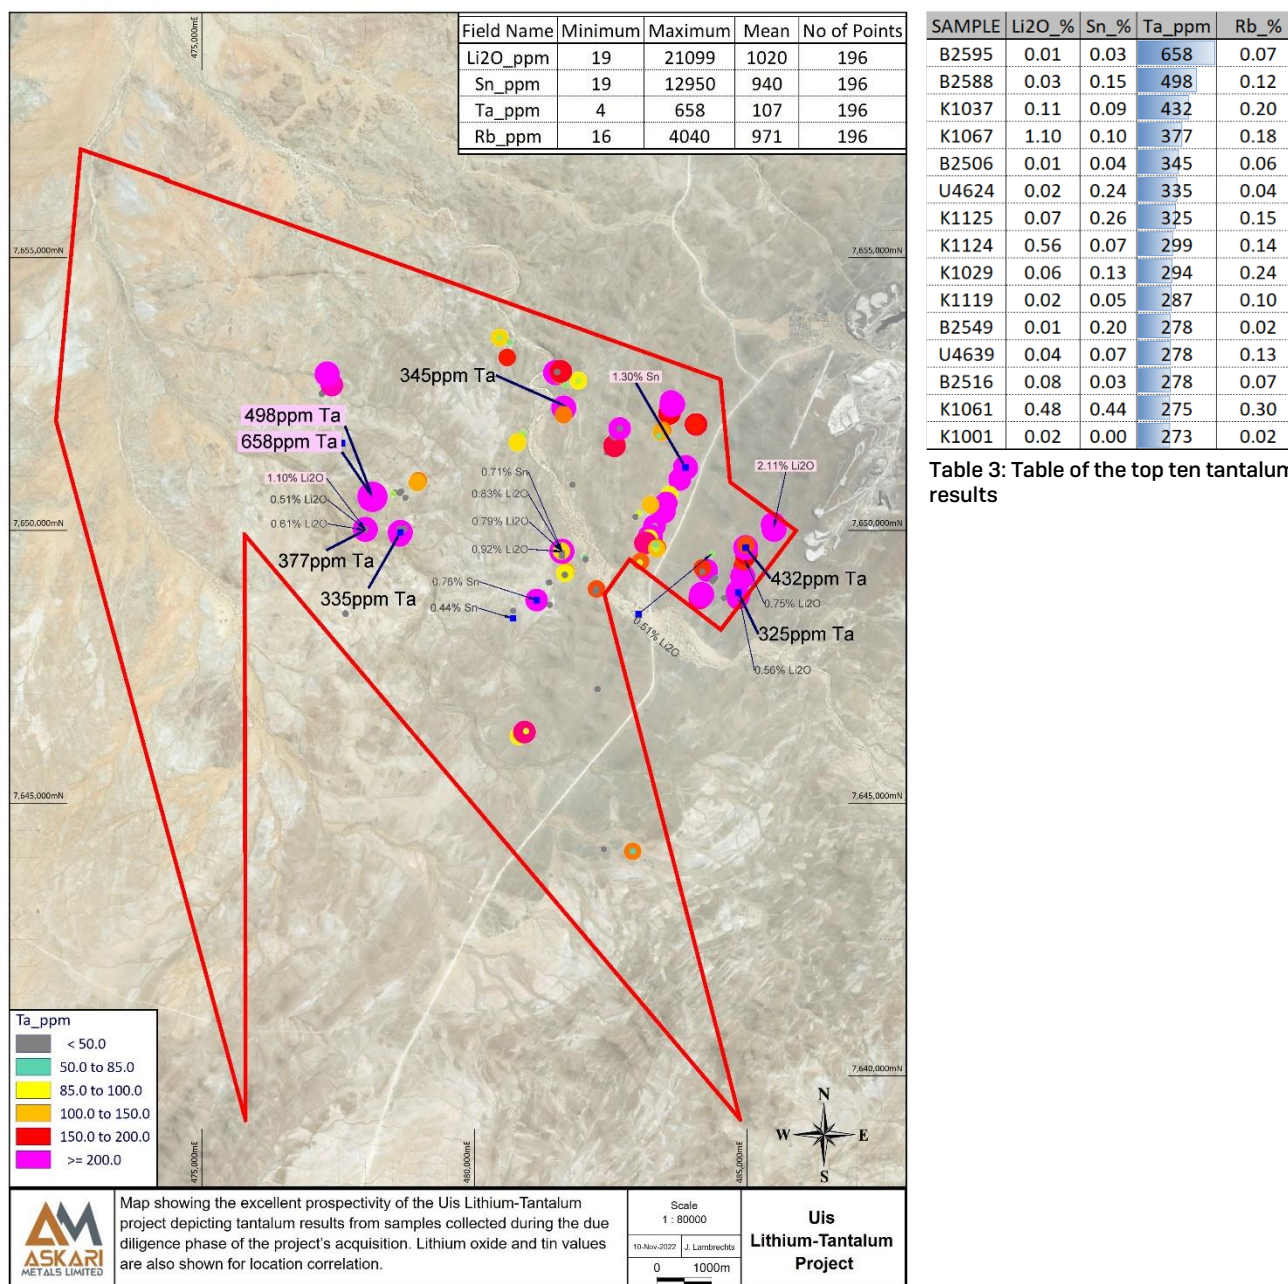 475,000mE
Field Name Minimum Maximum Mean No of Points
Li2O_ppm 19 21099 1020 196
Sn_ppm 19 12950 940 196
Ta_ppm 4 658 107 196
Rb_ppm 16 4040 971 196
SAMPLE Li2O_% Sn_% Ta_ppm Rb_%
B2595 0.01 0.03 658 0.07
B2588 0.03 0.15 498 0.12
K1037 0.11 0.09 432 0.20
K1067 1.10 0.10 377 0.18
B2506 0.01 0.04 345 0.06
U4624 0.02 0.24 335 0.04
K1125 0.07 0.26 325 0.15
K1124 0.56 0.07 299 0.14
K1029 0.06 0.13 294 0.24
K1119 0.02 0.05 287 0.10
B2549 0.01 0.20 278 0.02
U4639 0.04 0.07 278 0.13
B2516 0.08 0.03 278 0.07
K1061 0.48 0.44 275 0.30
K1001 0.02 0.00 273 0.02
Table 3: Table of the top ten tantalum
results
7,655,000mN 7,655,000mN
345ppm Ta
1.30% Sn
498ppm Ta
658ppm Ta
1.10% Li2O
0.51% Li2O
0.61% Li2O
377ppm Ta
335ppm Ta
0.71% Sn
0.83% Li2O
0.79% Li2O
0.92% Li2O
0.76% Sn
0.44% Sn
2.11% Li2O
7,650,000mN 7,650,000mN
432ppm Ta
0.75% Li2O
0.51% Li2O
325ppm Ta
0.56% Li2O
7,645,000mN 7,645,000mN
7,640,000mN
Ta_ppm
< 50.0
50.0 to 85.0
85.0 to 100.0
100.0 to 150.0
150.0 to 200.0
>= 200.0
475,000mE 480,000mE 485,000mE
N
W E
S
AM
ASKARI
METALS LIMITED
Map showing the excellent prospectivity of the Uis Lithium-Tantalum
project depicting tantalum results from samples collected during the due
diligence phase of the project's acquisition. Lithium oxide and tin values
are also shown for location correlation.
Scale
1 : 80000
10-Nov-2022 J. Lambrechts
0 1000m
Uis
Lithium-Tantalum
Project